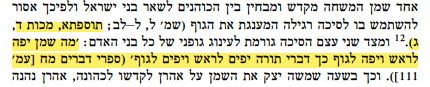 אחד שמן המשחה מקדש ומבחין בין הכוהנים לשאר בני ישראל ולפיכך אסור
להשתמש בו לסיכה רגילה המענגת את הגוף (שמ׳ ל, ל–לב; תוספתא, מכות ד,
ג).12 ומצד שני עצם הסיכה גורמת לעינוג גופני של כל בני האדם: ״מה שמן יפה
לראש ויפה לגוף כך דברי תורה יפים לראש ויפים לגוף״ (ספרי דברים מח [עמ׳
111]). וכך בשעה שמשה יצק את השמן על אהרן לקדשו לכהונה, אהרן נהנה